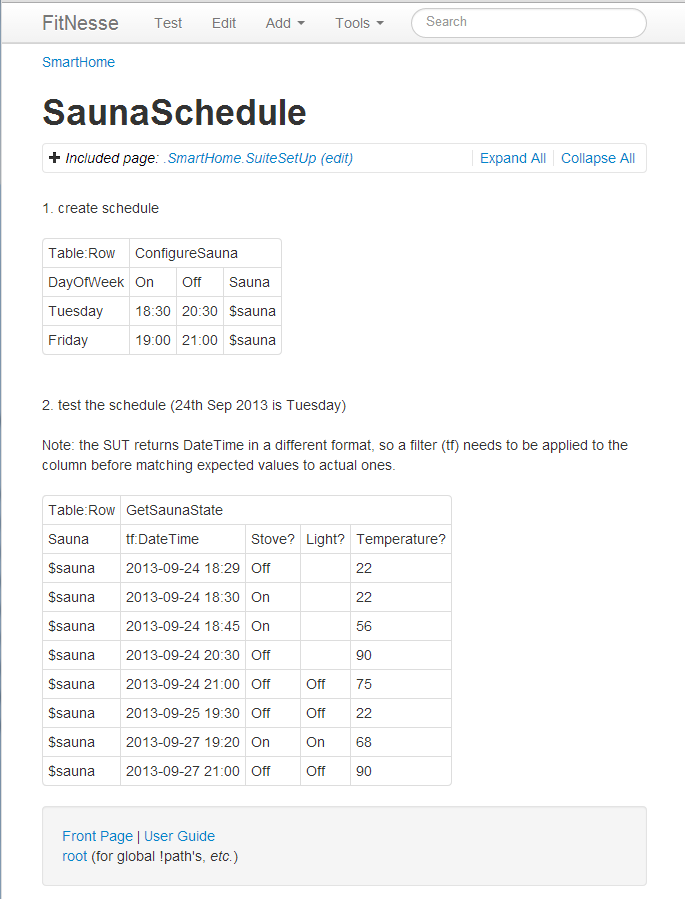 FitNesse Test Edit Add Tools Search
SmartHome
SaunaSchedule
Included page: .SmartHome.SuiteSetUp (edit) Expand All Collapse All
1. create schedule
Table:Row ConfigureSauna
DayOfWeek On Off Sauna
Tuesday 18:30 20:30 $sauna
Friday 19:00 21:00 $sauna
2. test the schedule (24th Sep 2013 is Tuesday)
Note: the SUT returns DateTime in a different format, so a filter (tf) needs to be applied to the
column before matching expected values to actual ones.
Table:Row GetSaunaState
Sauna tf:DateTime Stove? Light? Temperature?
$sauna 2013-09-24 18:29 Off 22
$sauna 2013-09-24 18:30 On 22
$sauna 2013-09-24 18:45 On 56
$sauna 2013-09-24 20:30 Off 90
$sauna 2013-09-24 21:00 Off Off 75
$sauna 2013-09-25 19:30 Off Off 22
$sauna 2013-09-27 19:20 On On 68
$sauna 2013-09-27 21:00 Off Off 90
Front Page | User Guide
root (for global !path's, etc.)